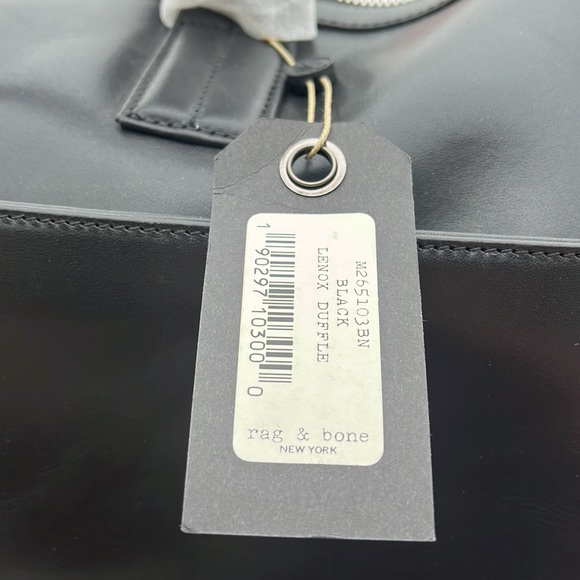 M265103BN
BLACK
LENOX DUFFLE
1 90297 10300 0
rag & bone
NEW YORK